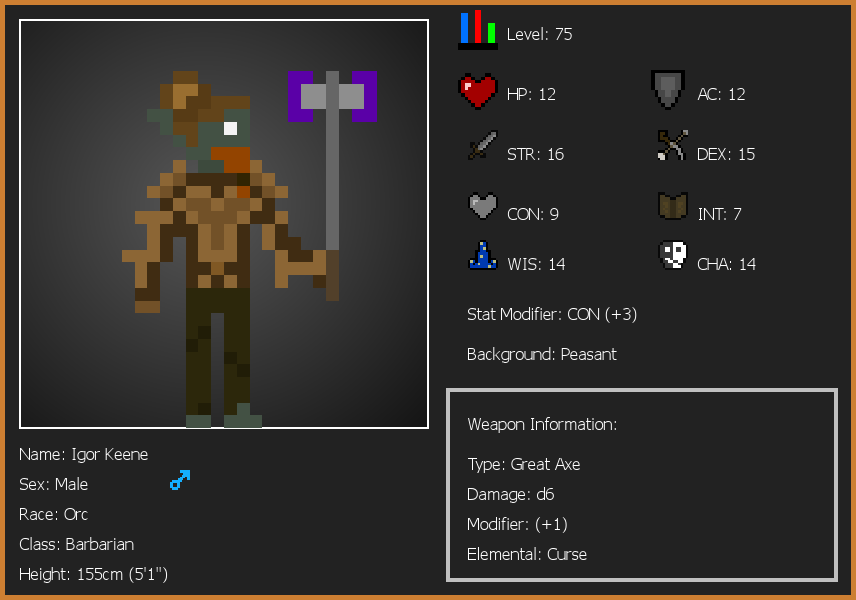 Level: 75
HP: 12
AC: 12
STR: 16
DEX: 15
CON: 9
INT: 7
WIS: 14
CHA: 14
Stat Modifier: CON (+3)
Background: Peasant
Weapon Information:
Type: Great Axe
Damage: d6
Modifier: (+1)
Elemental: Curse
Name: Igor Keene
Sex: Male
Race: Orc
Class: Barbarian
Height: 155cm (5'1")